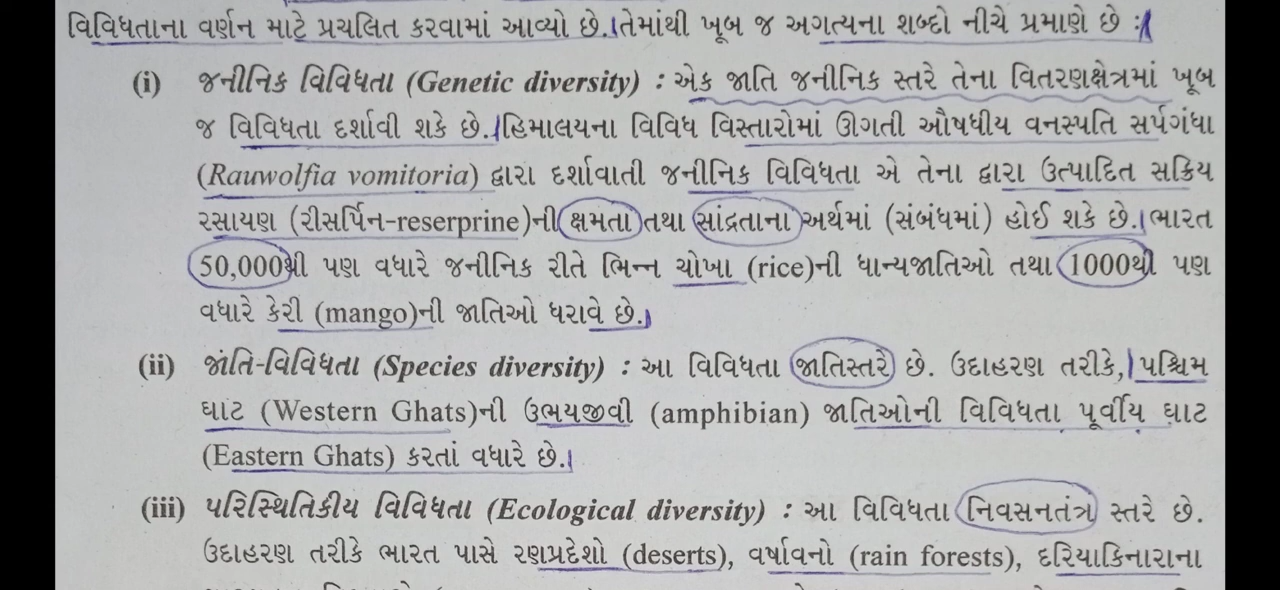 વિવિધતાના વર્ણન માટે પ્રચલિત કરવામાં આવ્યો છે. તેમાંથી ખૂબ જ અગત્યના શબ્દો નીચે પ્રમાણે છે :
(i) જનીનિક વિવિધતા (Genetic diversity) : એક જાતિ જનીનિક સ્તરે તેના વિતરણક્ષેત્રમાં ખૂબ
જ વિવિધતા દર્શાવી શકે છે. હિમાલયના વિવિધ વિસ્તારોમાં ઊગતી ઔષધીય વનસ્પતિ સર્પગંધા
(Rauwolfia vomitoria) દ્વારા દર્શાવાતી જનીનિક વિવિધતા એ તેના દ્વારા ઉત્પાદિત સક્રિય
રસાયણ (રીસર્પિન-reserprine)ની ક્ષમતા તથા સાંદ્રતાના અર્થમાં (સંબંધમાં) હોઈ શકે છે. ભારત
50,000થી પણ વધારે જનીનિક રીતે ભિન્ન ચોખા (rice)ની ધાન્યજાતિઓ તથા 1000થી પણ
વધારે કેરી (mango)ની જાતિઓ ધરાવે છે.
(ii) જાતિ-વિવિધતા (Species diversity) : આ વિવિધતા જાતિસ્તરે છે. ઉદાહરણ તરીકે, પશ્ચિમ
ઘાટ (Western Ghats)ની ઉભયજીવી (amphibian) જાતિઓની વિવિધતા પૂર્વીય ઘાટ
(Eastern Ghats) કરતાં વધારે છે.
(iii) પરિસ્થિતિકીય વિવિધતા (Ecological diversity) : આ વિવિધતા નિવસનતંત્ર સ્તરે છે.
ઉદાહરણ તરીકે ભારત પાસે રણપ્રદેશો (deserts), વર્ષાવનો (rain forests), દરિયાકિનારાના